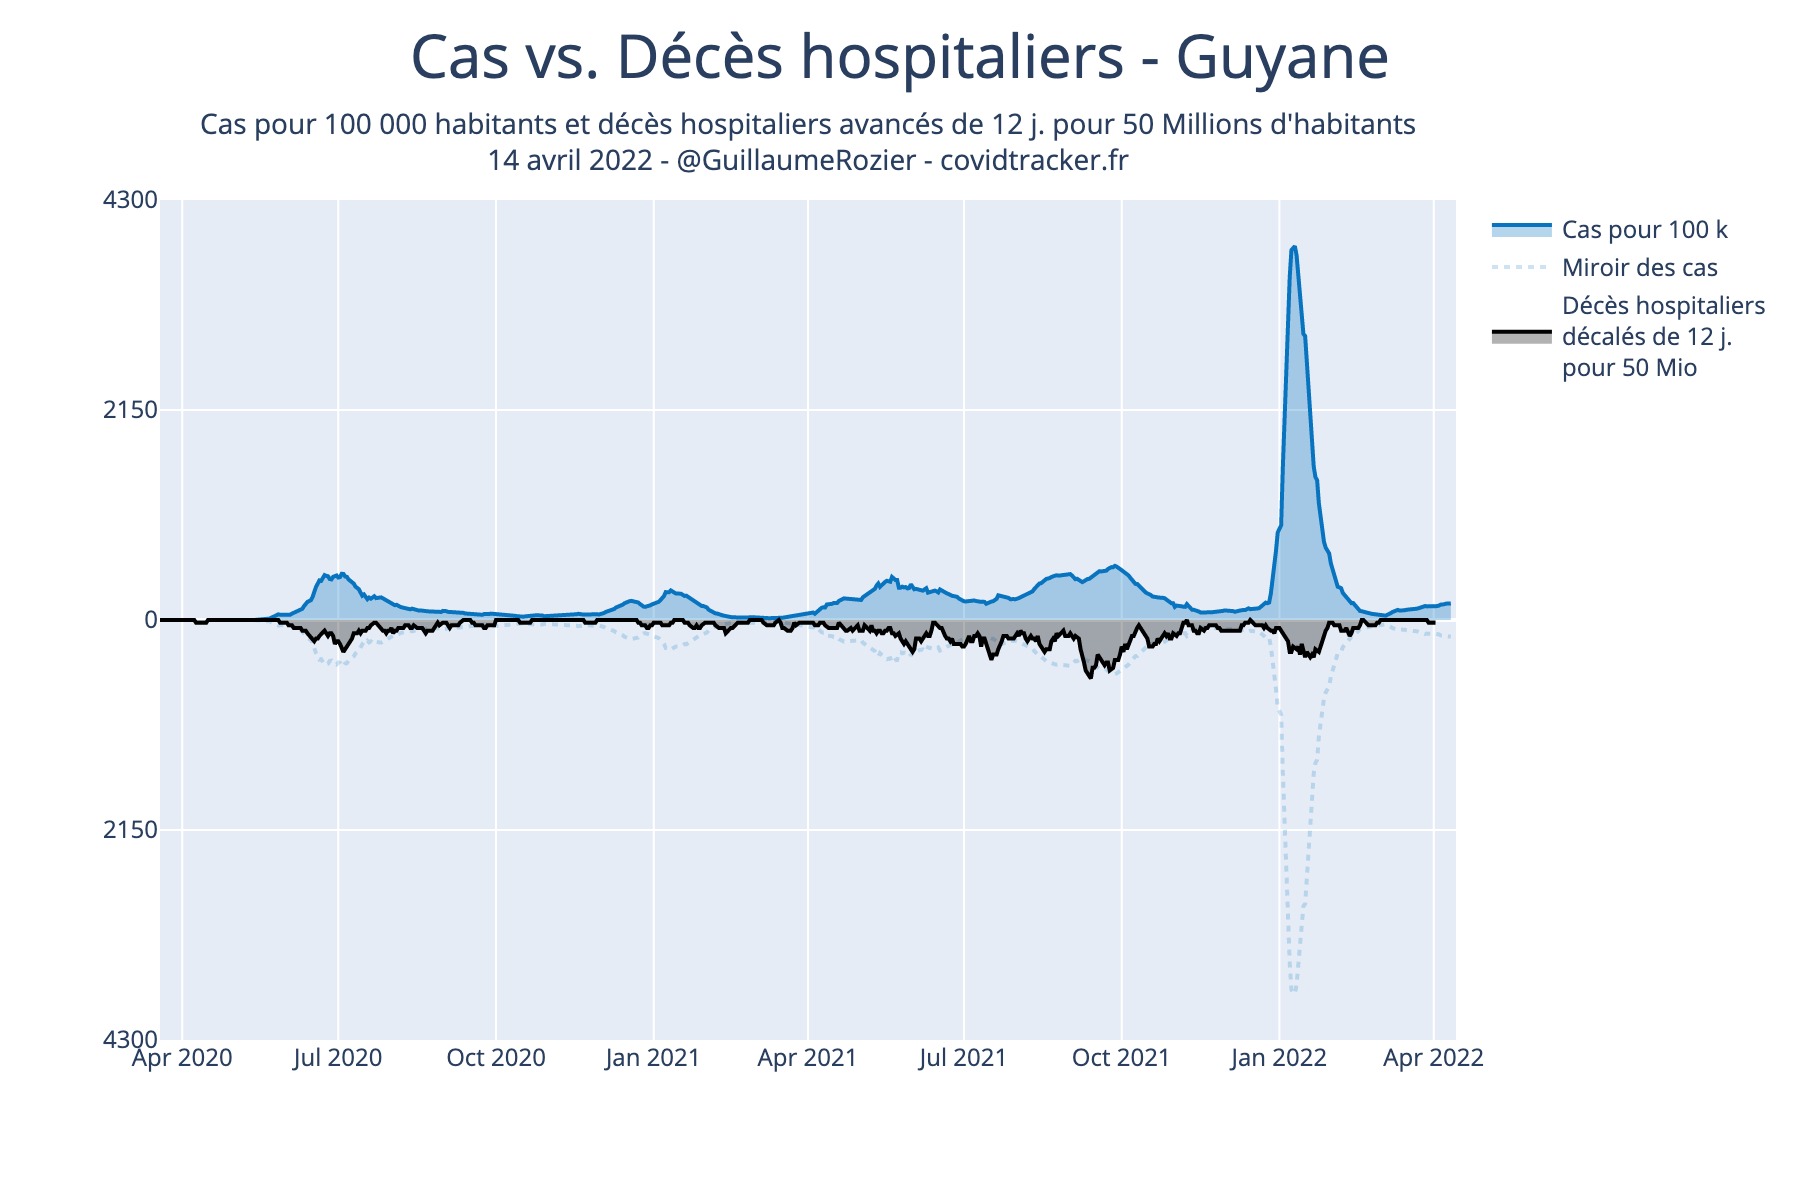 Cas vs. Décès hospitaliers - Guyane
Cas pour 100 000 habitants et décès hospitaliers avancés de 12 j. pour 50 Millions d'habitants
14 avril 2022 - @GuillaumeRozier - covidtracker.fr
4300
2150
0
2150
4300
Apr 2020
Jul 2020
Oct 2020
Jan 2021
Apr 2021
Jul 2021
Oct 2021
Jan 2022
Apr 2022
Cas pour 100 k
Miroir des cas
Décès hospitaliers
décalés de 12 j.
pour 50 Mio